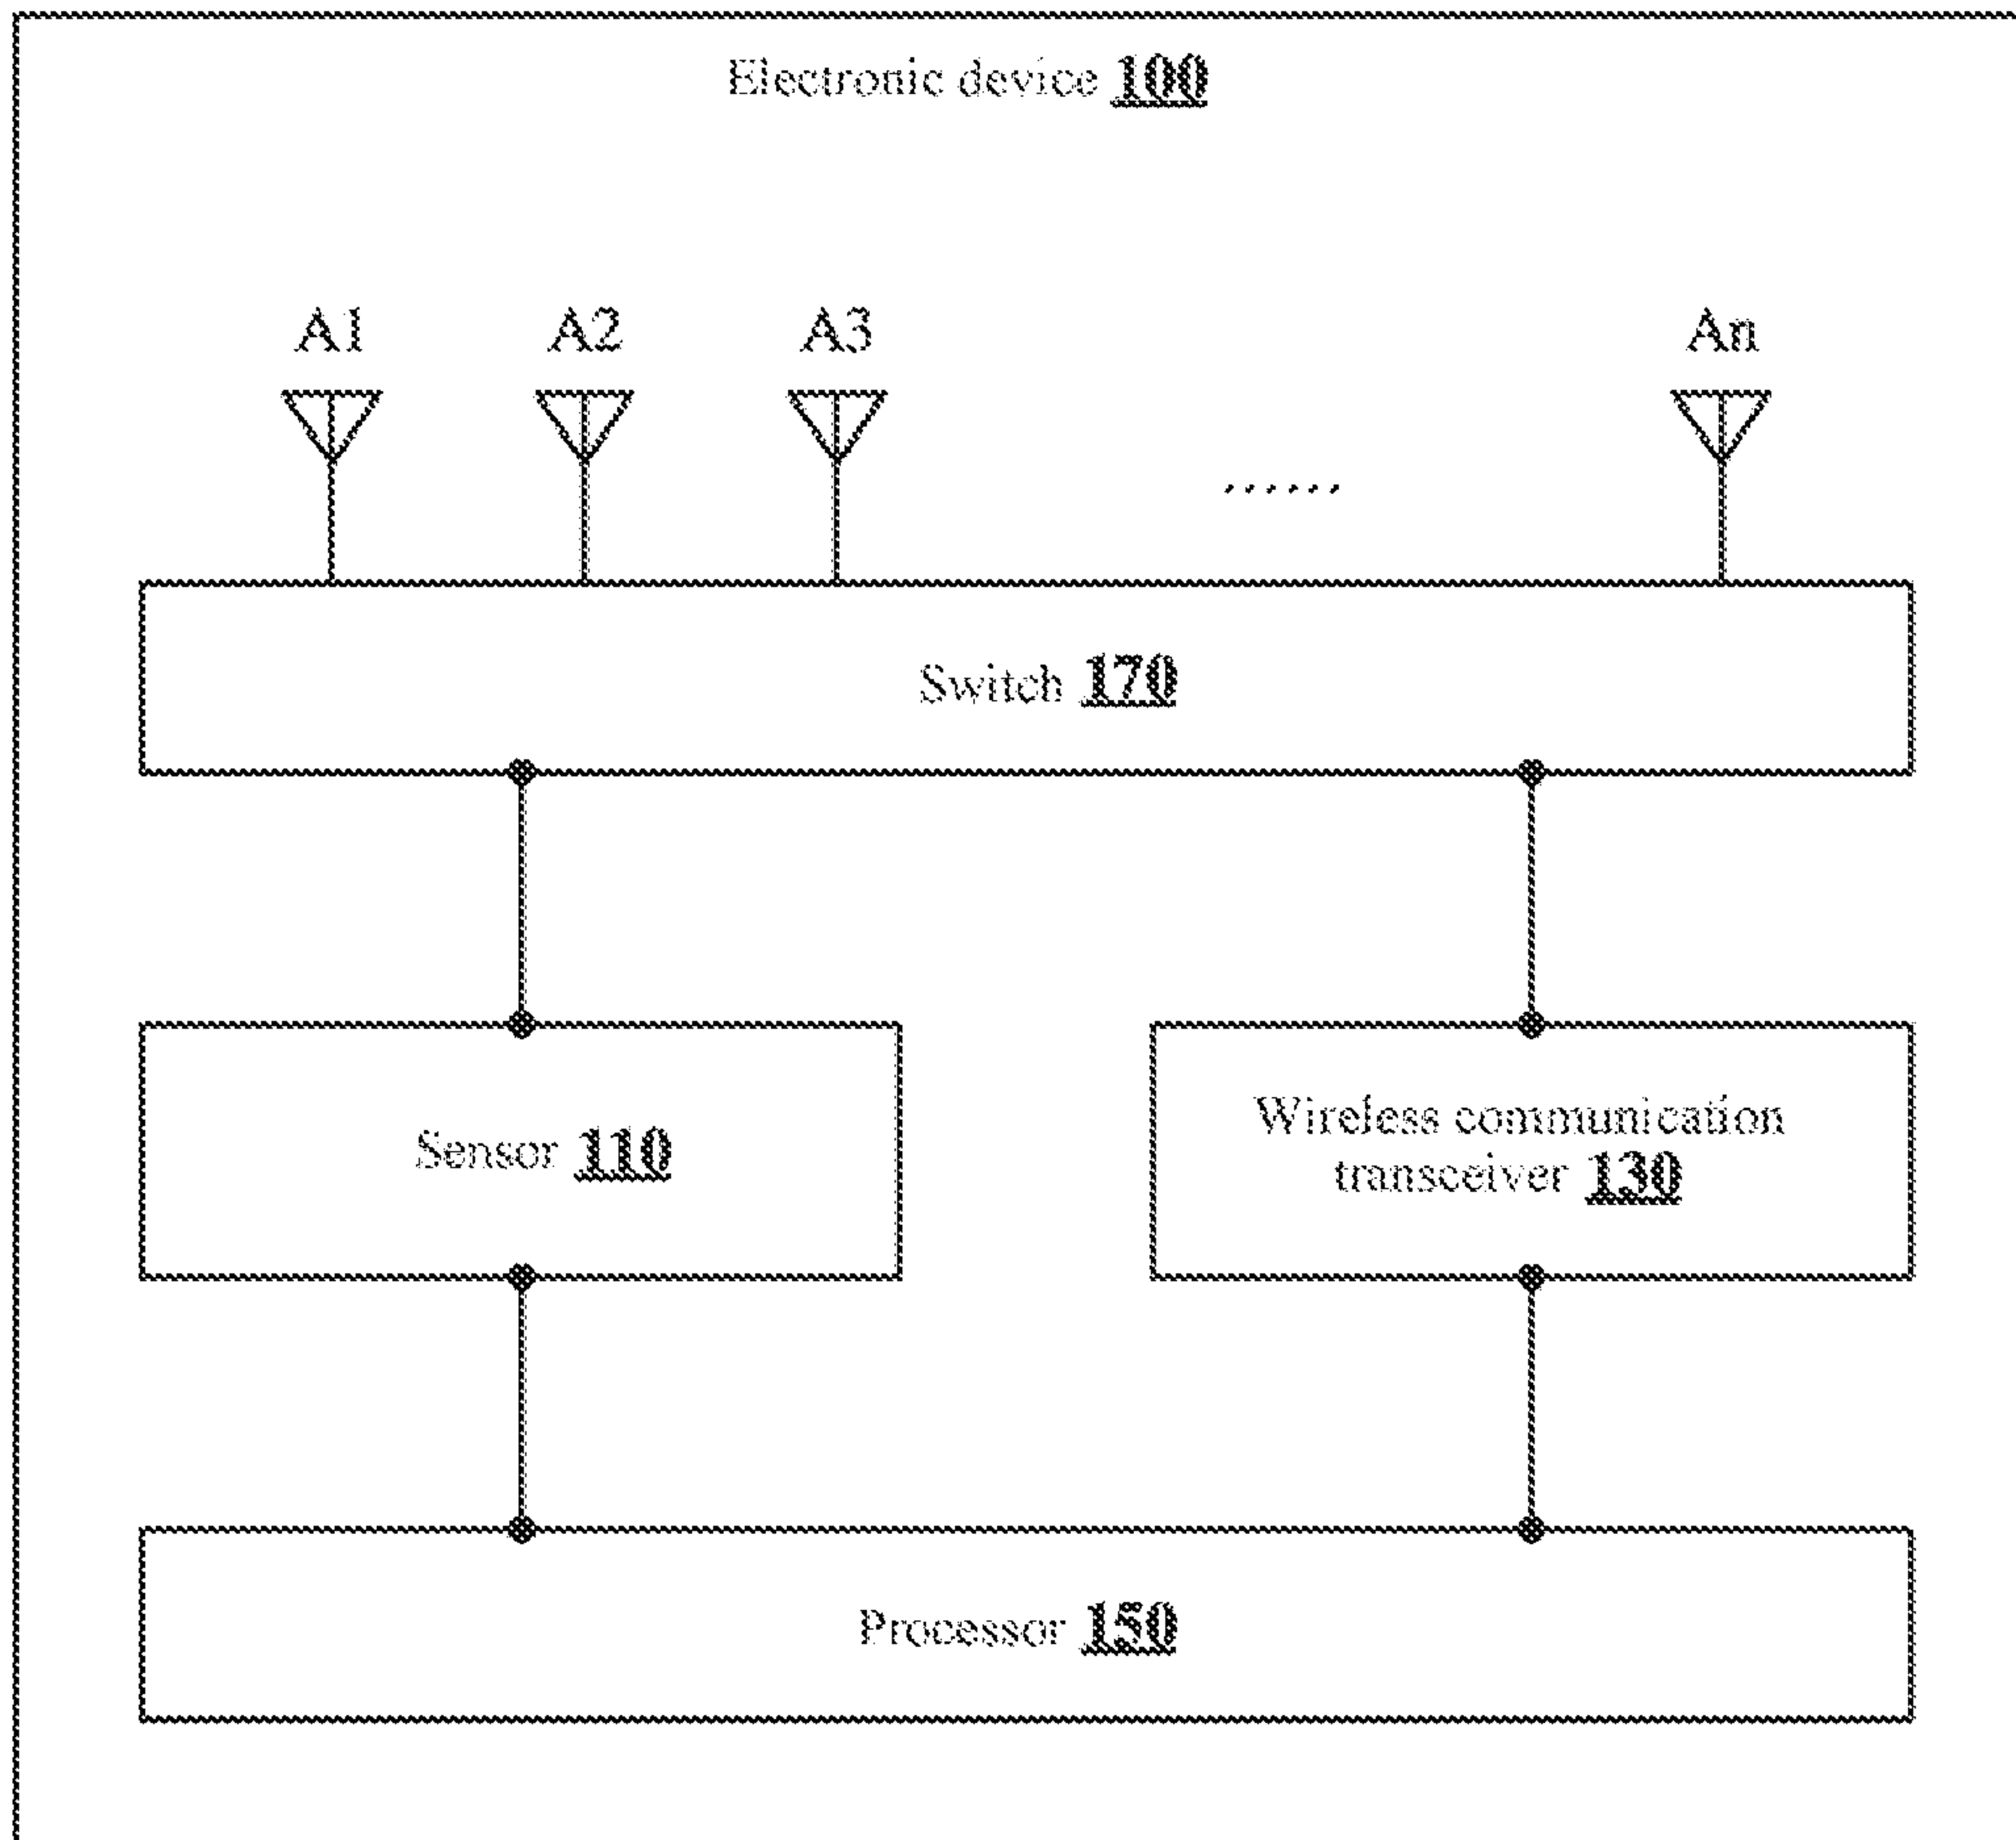 Electronic device 100
A1 A2 A3 An
......
Switch 170
Sensor 110
Wireless communication
transceiver 130
Processor 150